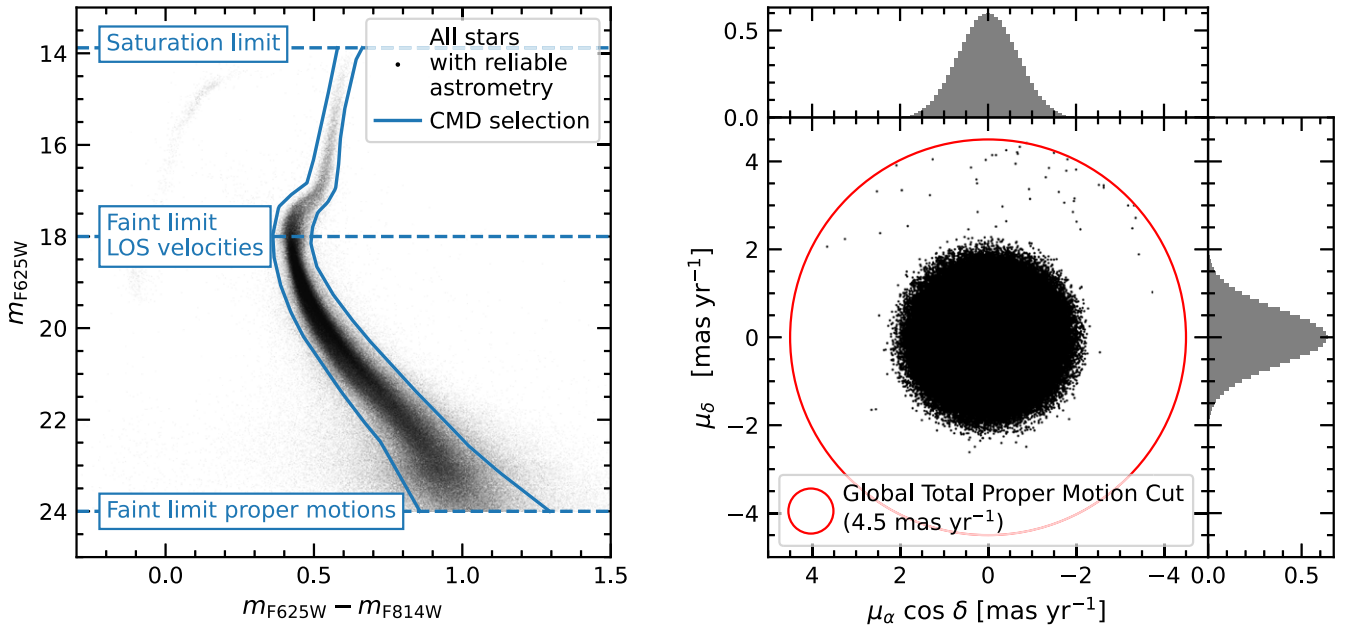 Saturation limit
All stars
with reliable
astrometry
CMD selection
Faint limit
LOS velocities
Faint limit proper motions
14
16
18
20
22
24
m_F625W
0.0
0.5
1.0
1.5
m_F625W − m_F814W
0.5
0.0
4
2
0
−2
−4
μ_δ [mas yr⁻¹]
Global Total Proper Motion Cut
(4.5 mas yr⁻¹)
4
2
0
−2
−4
μ_α cos δ [mas yr⁻¹]
0.0
0.5